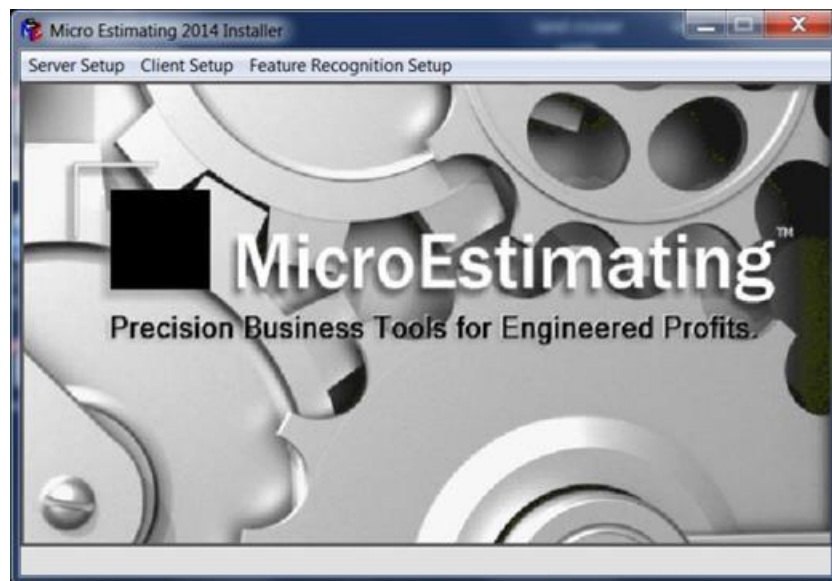 Micro Estimating 2014 Installer
Server Setup Client Setup Feature Recognition Setup
MicroEstimating™
Precision Business Tools for Engineered Profits.